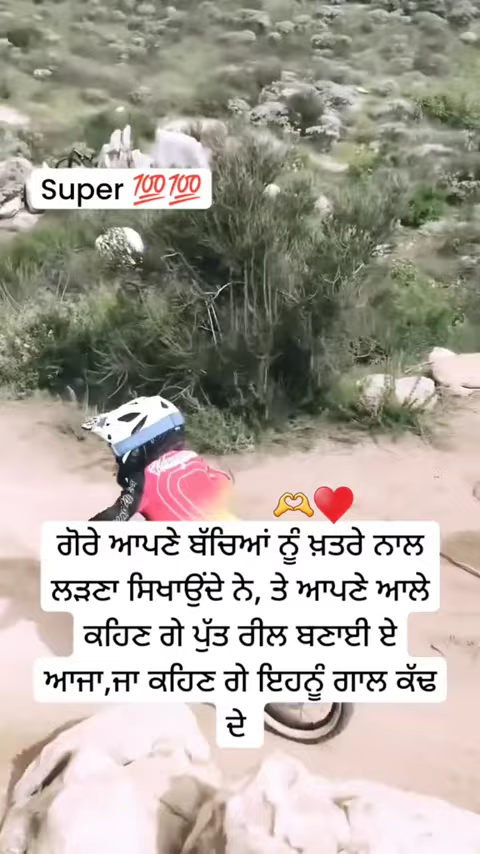 Super 💯💯
🫶❤️
ਗੋਰੇ ਆਪਣੇ ਬੱਚਿਆਂ ਨੂੰ ਖ਼ਤਰੇ ਨਾਲ
ਲੜਣਾ ਸਿਖਾਉਂਦੇ ਨੇ, ਤੇ ਆਪਣੇ ਆਲੇ
ਕਹਿਣ ਗੇ ਪੁੱਤ ਰੀਲ ਬਣਾਈ ਏ
ਆਜਾ,ਜਾ ਕਹਿਣ ਗੇ ਇਹਨੂੰ ਗਾਲ ਕੱਢ
ਦੇ